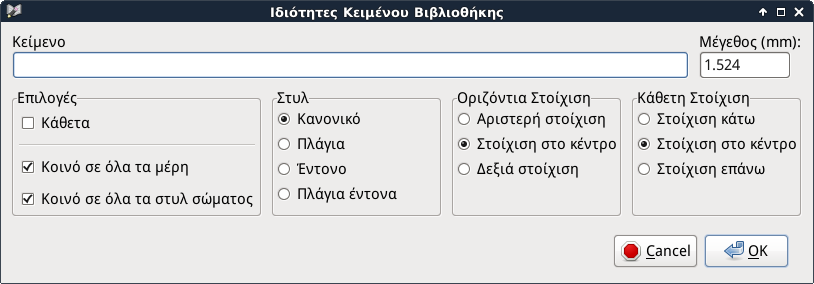 Ιδιότητες Κειμένου Βιβλιοθήκης
Κείμενο
Μέγεθος (mm):
1.524
Επιλογές
Κάθετα
Κοινό σε όλα τα μέρη
Κοινό σε όλα τα στυλ σώματος
Στυλ
Κανονικό
Πλάγια
Έντονο
Πλάγια έντονα
Οριζόντια Στοίχιση
Αριστερή στοίχιση
Στοίχιση στο κέντρο
Δεξιά στοίχιση
Κάθετη Στοίχιση
Στοίχιση κάτω
Στοίχιση στο κέντρο
Στοίχιση επάνω
Cancel
OK